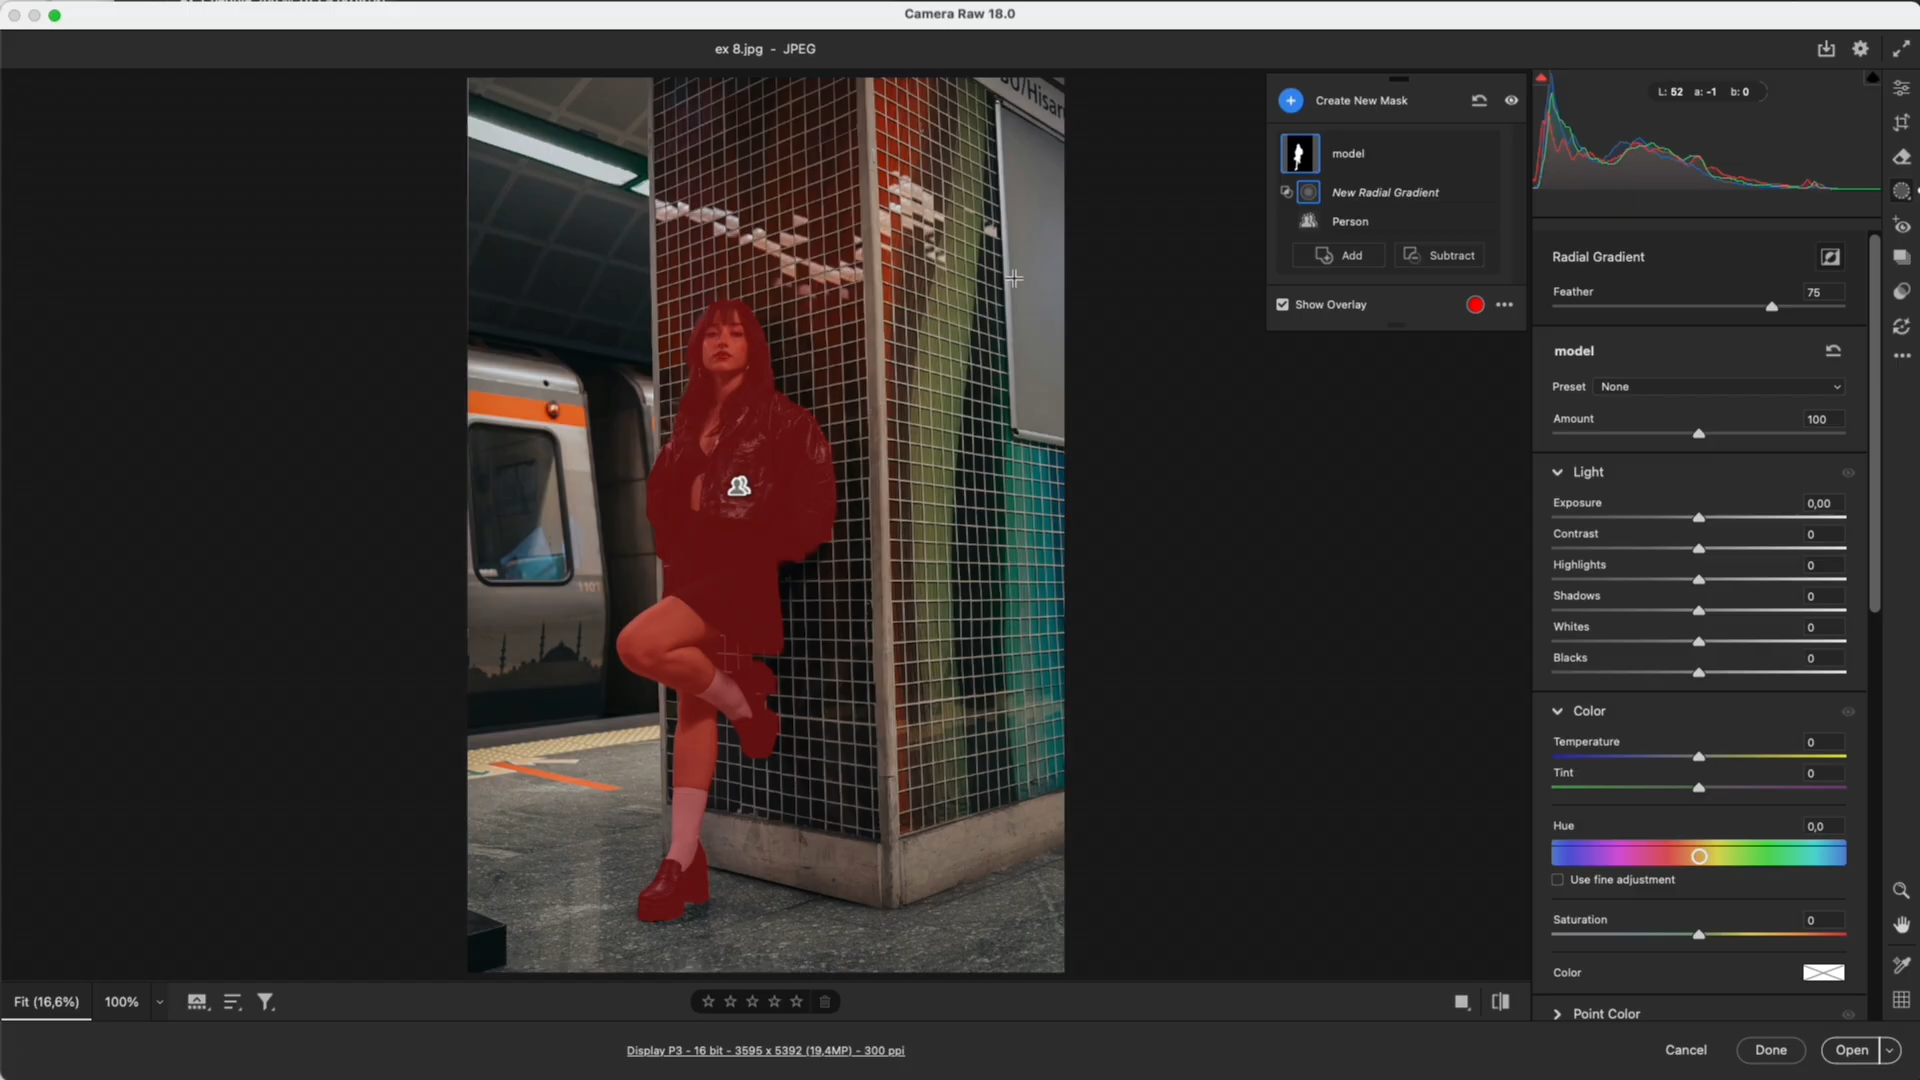 Camera Raw 18.0
ex 8.jpg - JPEG
Create New Mask
model
New Radial Gradient
Person
Add
Subtract
Show Overlay
L: 52 a: -1 b: 0
Radial Gradient
Feather 75
model
Preset None
Amount 100
Light
Exposure 0,00
Contrast 0
Highlights 0
Shadows 0
Whites 0
Blacks 0
Color
Temperature 0
Tint 0
Hue 0,0
Use fine adjustment
Saturation 0
Color
Point Color
1101
Fit (16,6%) 100%
Display P3 - 16 bit - 3595 x 5392 (19,4MP) - 300 ppi
Cancel Done Open